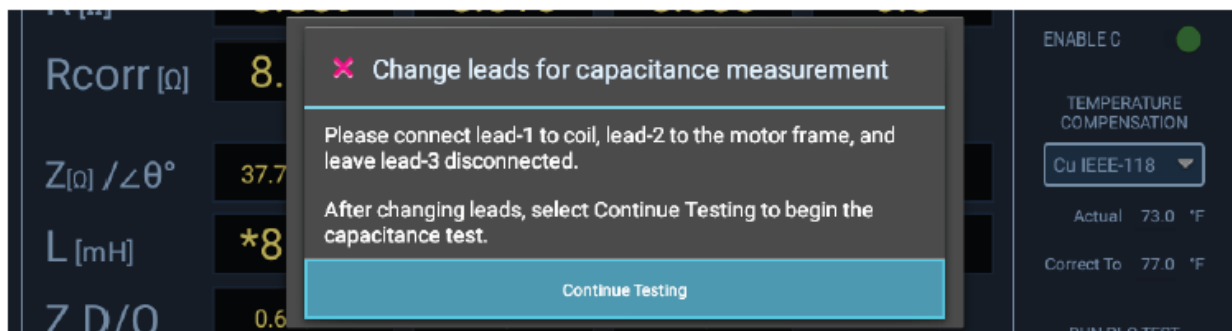 Rcorr [Ω]
8.
Z[Ω] /∠θ°
37.7
L [mH]
*8
Z D/Q
0.6
Change leads for capacitance measurement
Please connect lead-1 to coil, lead-2 to the motor frame, and
leave lead-3 disconnected.
After changing leads, select Continue Testing to begin the
capacitance test.
Continue Testing
ENABLE C
TEMPERATURE
COMPENSATION
Cu IEEE-118
Actual 73.0 °F
Correct To 77.0 °F